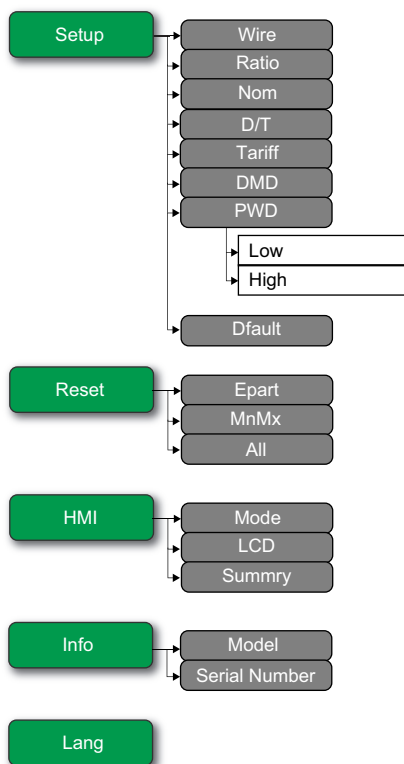 Setup
Wire
Ratio
Nom
D/T
Tariff
DMD
PWD
Low
High
Dfault
Reset
Epart
MnMx
All
HMI
Mode
LCD
Summry
Info
Model
Serial Number
Lang